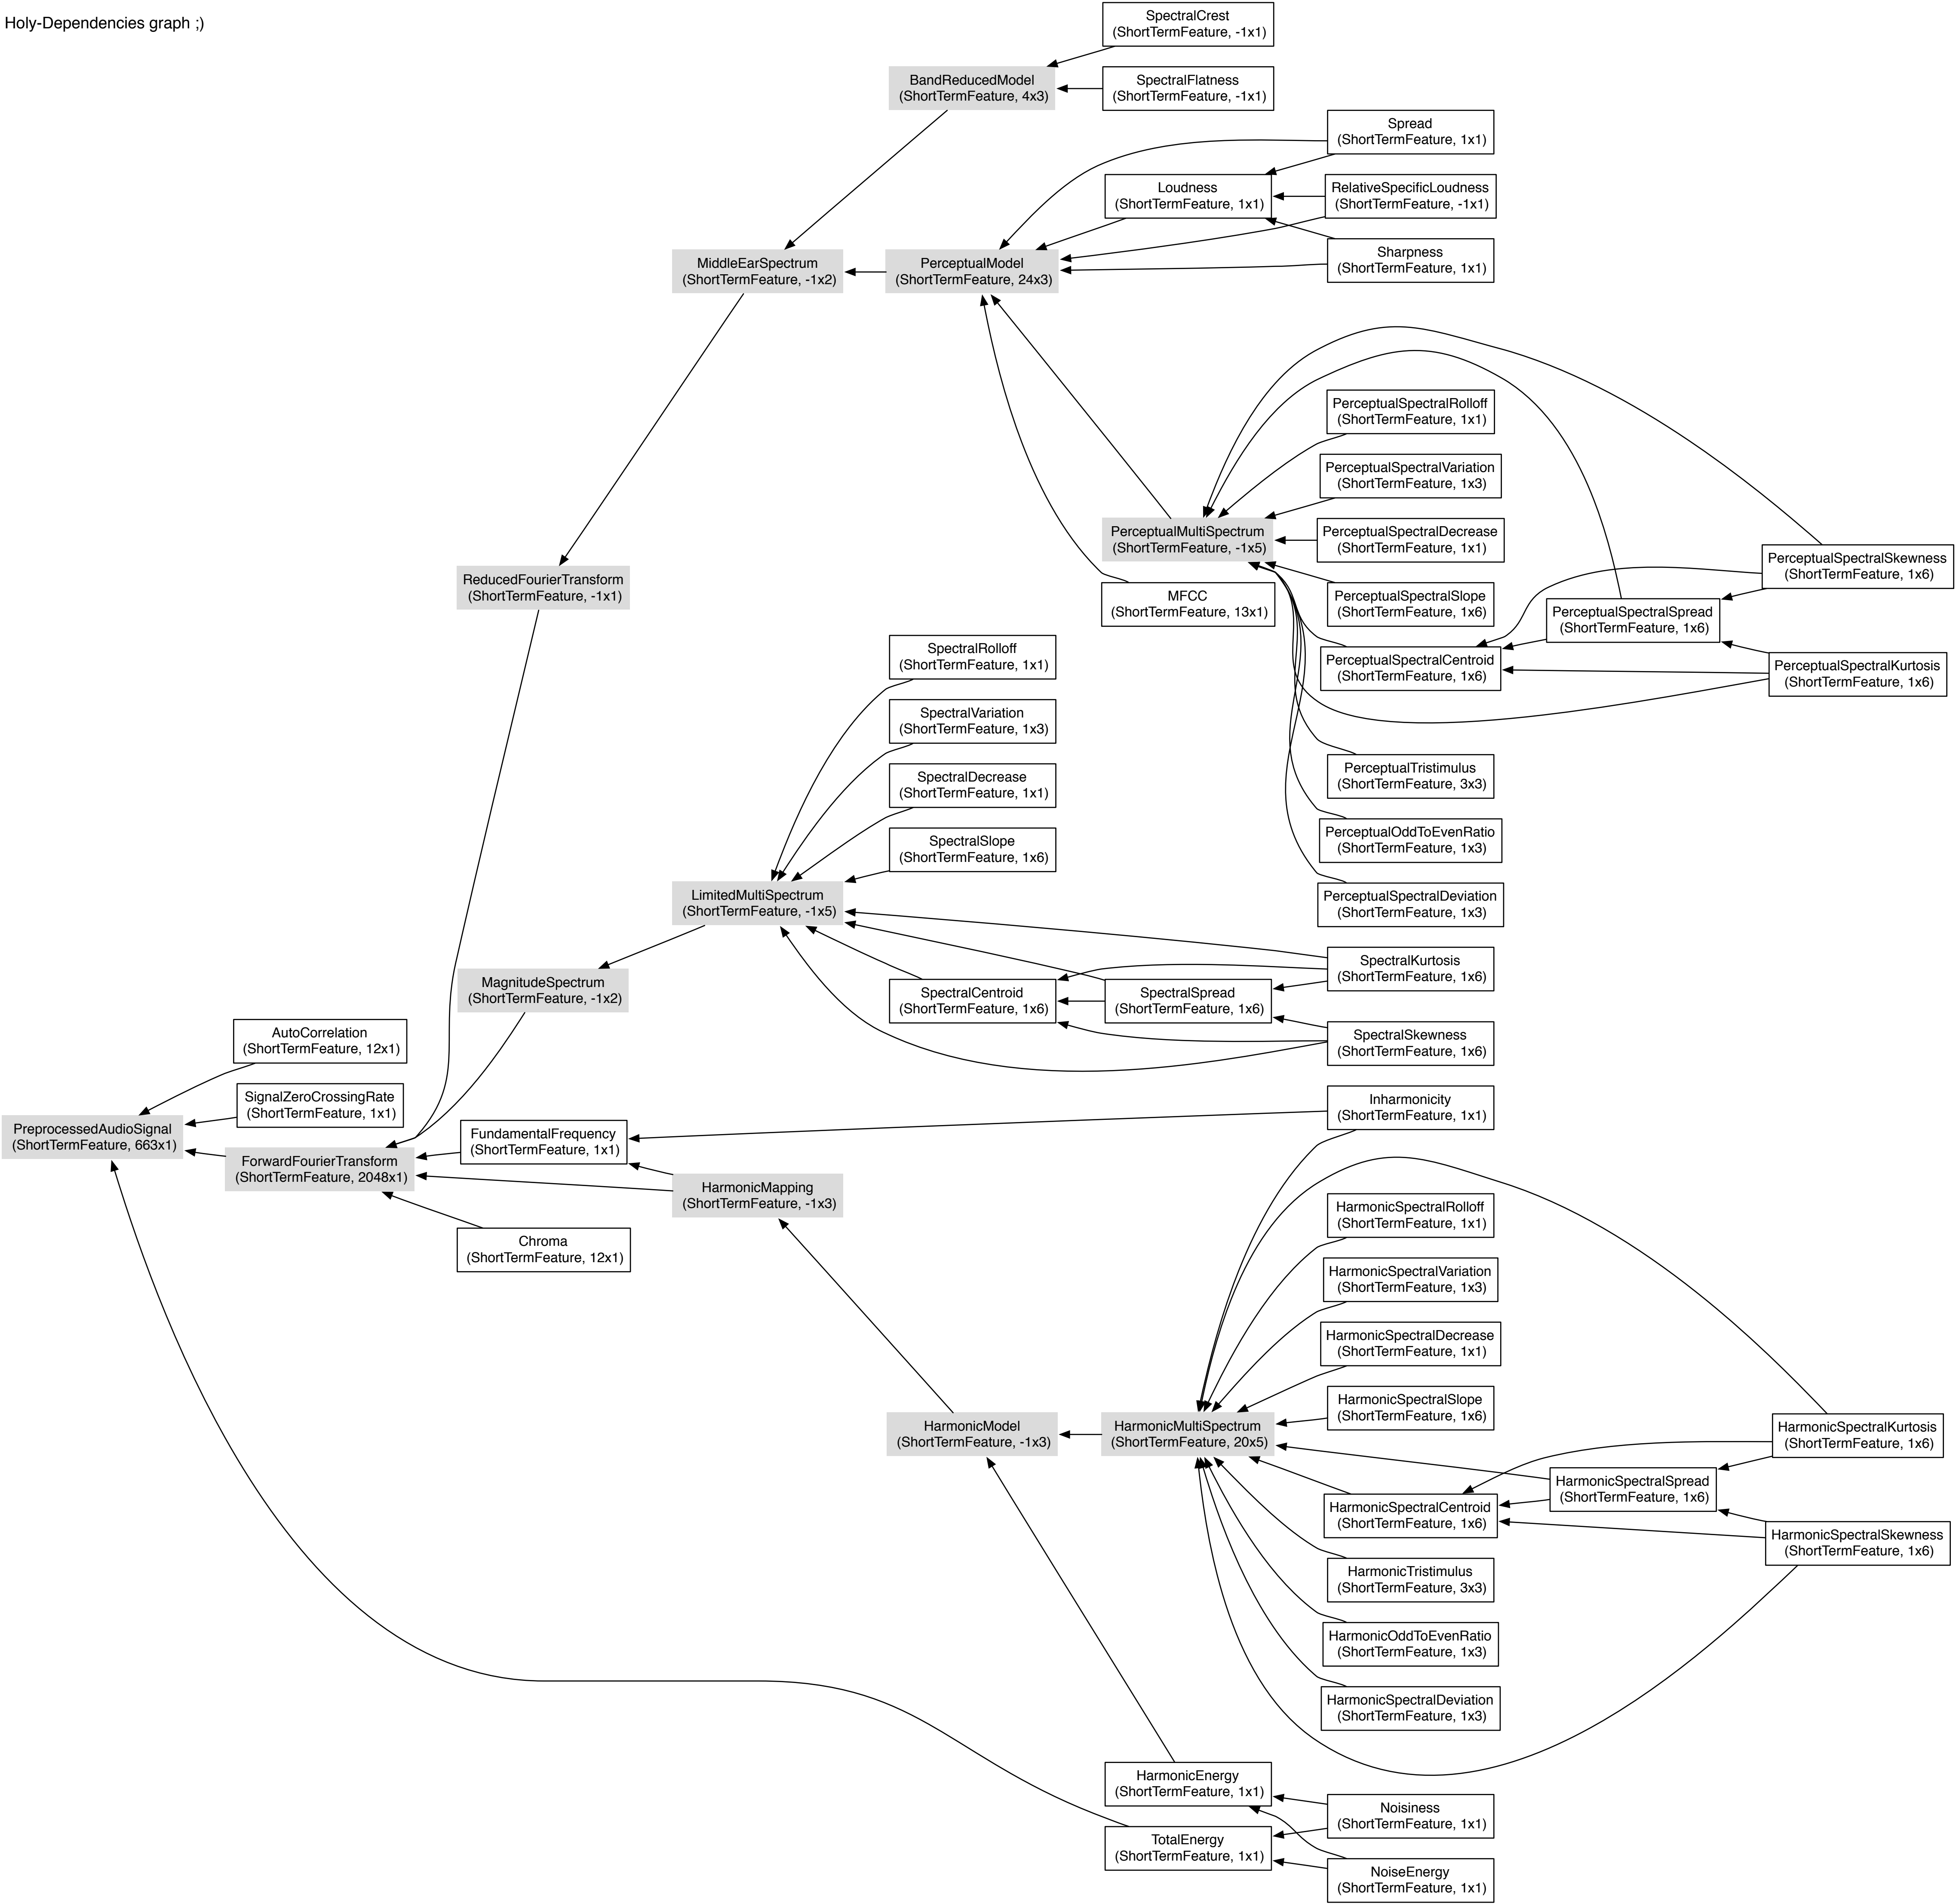 Holy-Dependencies graph ;)
SpectralCrest
(ShortTermFeature, -1x1)
BandReducedModel
(ShortTermFeature, 4x3)
SpectralFlatness
(ShortTermFeature, -1x1)
Spread
(ShortTermFeature, 1x1)
Loudness
(ShortTermFeature, 1x1)
RelativeSpecificLoudness
(ShortTermFeature, -1x1)
Sharpness
(ShortTermFeature, 1x1)
MiddleEarSpectrum
(ShortTermFeature, -1x2)
PerceptualModel
(ShortTermFeature, 24x3)
PerceptualSpectralRolloff
(ShortTermFeature, 1x1)
PerceptualSpectralVariation
(ShortTermFeature, 1x3)
PerceptualMultiSpectrum
(ShortTermFeature, -1x5)
PerceptualSpectralDecrease
(ShortTermFeature, 1x1)
PerceptualSpectralSkewness
(ShortTermFeature, 1x6)
ReducedFourierTransform
(ShortTermFeature, -1x1)
MFCC
(ShortTermFeature, 13x1)
PerceptualSpectralSlope
(ShortTermFeature, 1x6)
PerceptualSpectralSpread
(ShortTermFeature, 1x6)
SpectralRolloff
(ShortTermFeature, 1x1)
PerceptualSpectralCentroid
(ShortTermFeature, 1x6)
PerceptualSpectralKurtosis
(ShortTermFeature, 1x6)
SpectralVariation
(ShortTermFeature, 1x3)
PerceptualTristimulus
(ShortTermFeature, 3x3)
SpectralDecrease
(ShortTermFeature, 1x1)
PerceptualOddToEvenRatio
(ShortTermFeature, 1x3)
SpectralSlope
(ShortTermFeature, 1x6)
LimitedMultiSpectrum
(ShortTermFeature, -1x5)
PerceptualSpectralDeviation
(ShortTermFeature, 1x3)
SpectralKurtosis
(ShortTermFeature, 1x6)
MagnitudeSpectrum
(ShortTermFeature, -1x2)
SpectralCentroid
(ShortTermFeature, 1x6)
SpectralSpread
(ShortTermFeature, 1x6)
SpectralSkewness
(ShortTermFeature, 1x6)
AutoCorrelation
(ShortTermFeature, 12x1)
SignalZeroCrossingRate
(ShortTermFeature, 1x1)
Inharmonicity
(ShortTermFeature, 1x1)
PreprocessedAudioSignal
(ShortTermFeature, 663x1)
FundamentalFrequency
(ShortTermFeature, 1x1)
ForwardFourierTransform
(ShortTermFeature, 2048x1)
HarmonicMapping
(ShortTermFeature, -1x3)
HarmonicSpectralRolloff
(ShortTermFeature, 1x1)
Chroma
(ShortTermFeature, 12x1)
HarmonicSpectralVariation
(ShortTermFeature, 1x3)
HarmonicSpectralDecrease
(ShortTermFeature, 1x1)
HarmonicSpectralSlope
(ShortTermFeature, 1x6)
HarmonicModel
(ShortTermFeature, -1x3)
HarmonicMultiSpectrum
(ShortTermFeature, 20x5)
HarmonicSpectralKurtosis
(ShortTermFeature, 1x6)
HarmonicSpectralSpread
(ShortTermFeature, 1x6)
HarmonicSpectralCentroid
(ShortTermFeature, 1x6)
HarmonicSpectralSkewness
(ShortTermFeature, 1x6)
HarmonicTristimulus
(ShortTermFeature, 3x3)
HarmonicOddToEvenRatio
(ShortTermFeature, 1x3)
HarmonicSpectralDeviation
(ShortTermFeature, 1x3)
HarmonicEnergy
(ShortTermFeature, 1x1)
Noisiness
(ShortTermFeature, 1x1)
TotalEnergy
(ShortTermFeature, 1x1)
NoiseEnergy
(ShortTermFeature, 1x1)